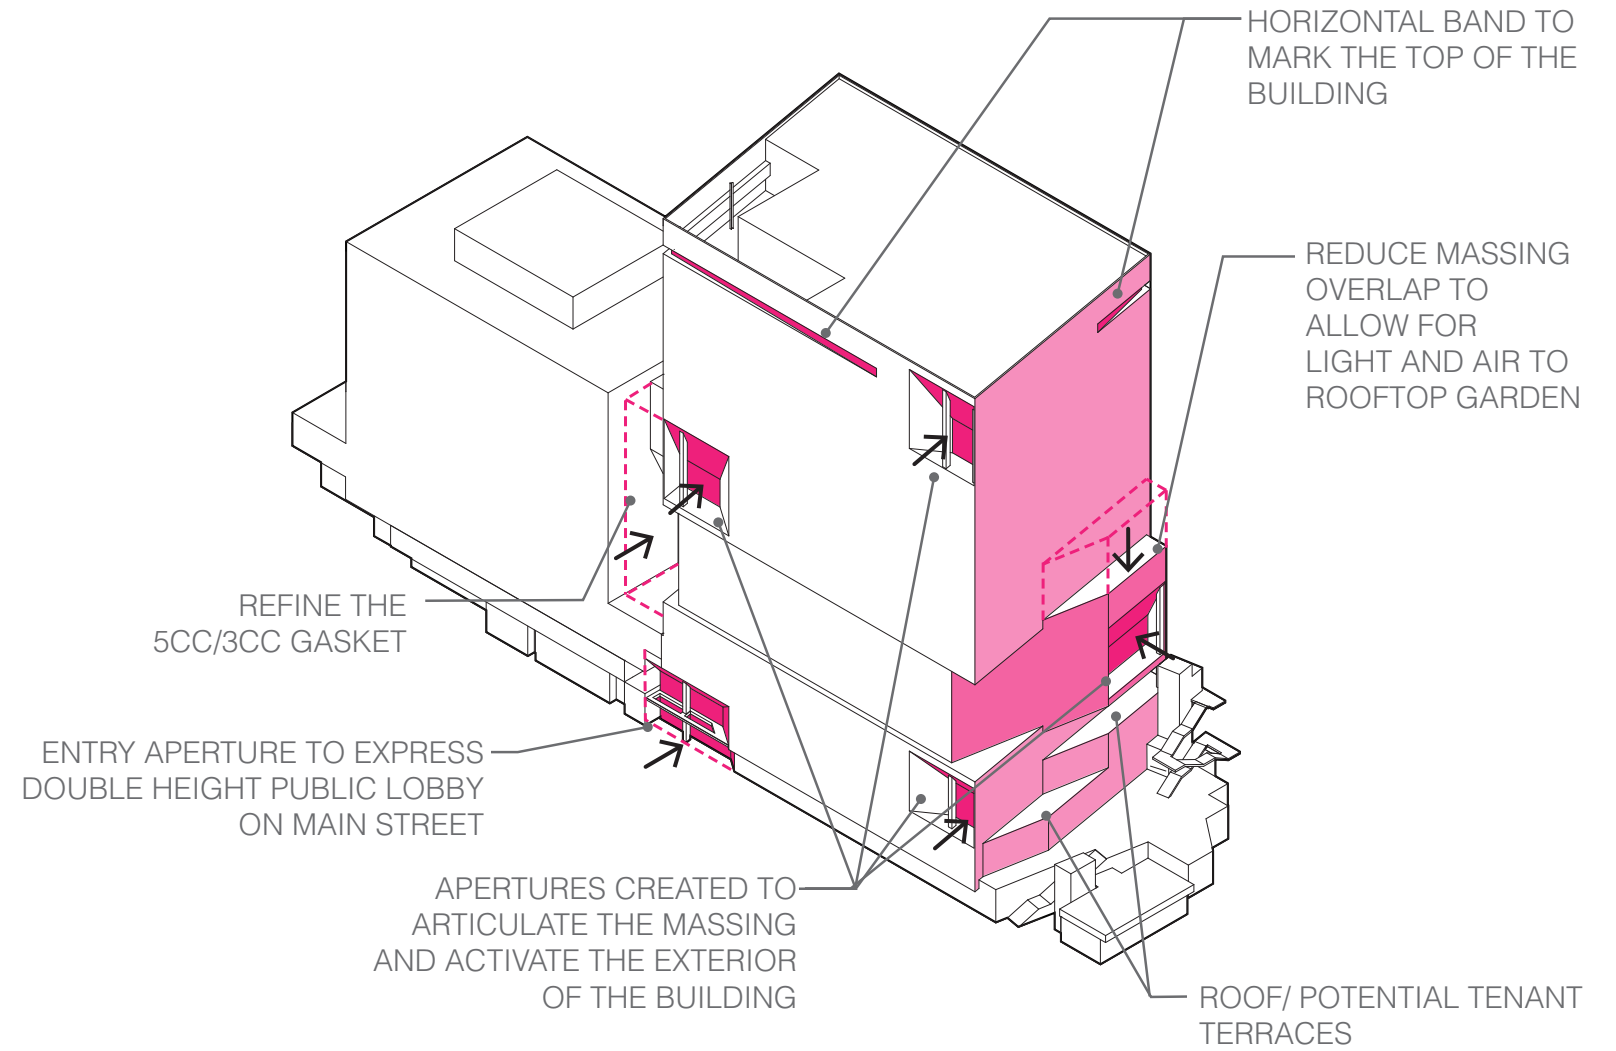 HORIZONTAL BAND TO
MARK THE TOP OF THE
BUILDING
REDUCE MASSING
OVERLAP TO
ALLOW FOR
LIGHT AND AIR TO
ROOFTOP GARDEN
REFINE THE
5CC/3CC GASKET
ENTRY APERTURE TO EXPRESS
DOUBLE HEIGHT PUBLIC LOBBY
ON MAIN STREET
APERTURES CREATED TO
ARTICULATE THE MASSING
AND ACTIVATE THE EXTERIOR
OF THE BUILDING
ROOF/ POTENTIAL TENANT
TERRACES